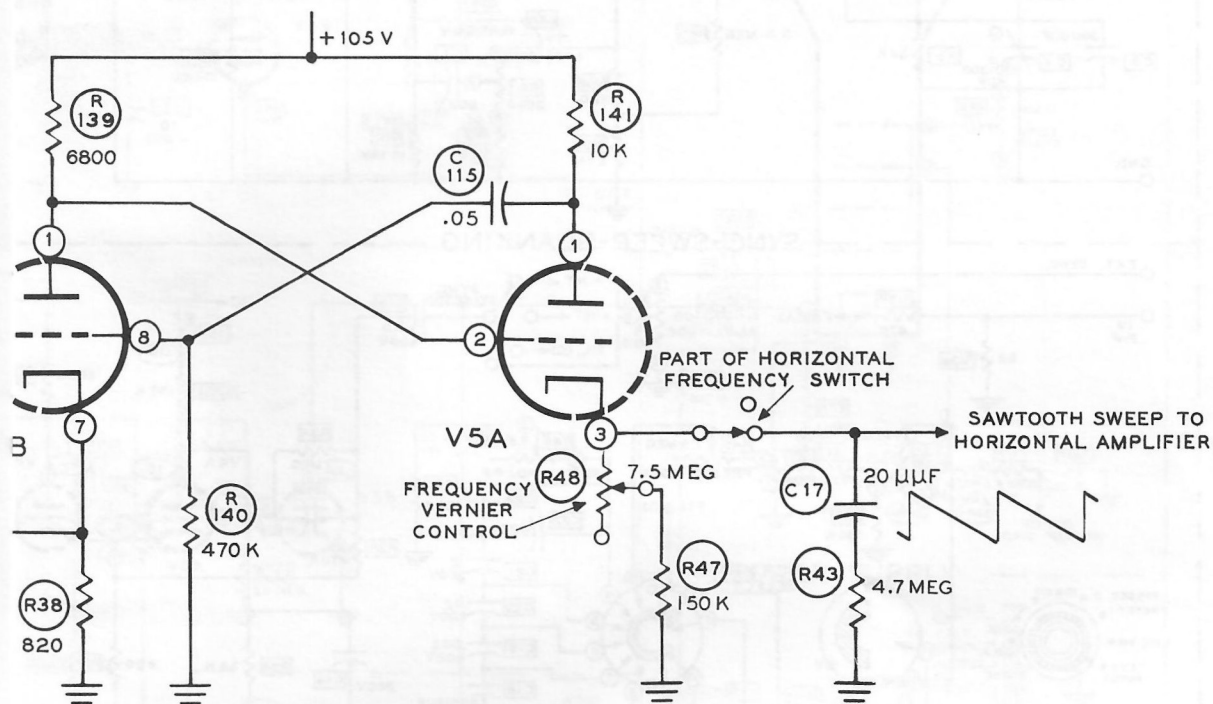 +105 V
R
139
6800
R
141
10 K
C
115
.05
1
1
8
2
7
3
B
V5A
PART OF HORIZONTAL
FREQUENCY SWITCH
SAWTOOTH SWEEP TO
HORIZONTAL AMPLIFIER
R48
7.5 MEG
FREQUENCY
VERNIER
CONTROL
C17
20 µµF
R
140
470 K
R47
150 K
R43
4.7 MEG
R38
820